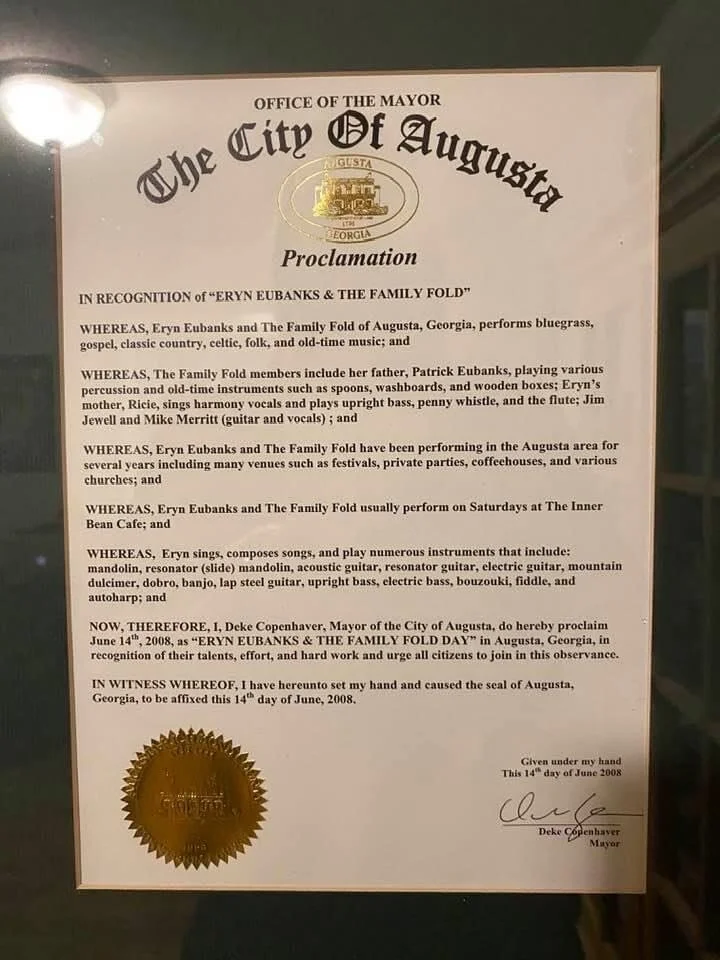 OFFICE OF THE MAYOR
The City Of Augusta
AUGUSTA
GEORGIA
Proclamation
IN RECOGNITION of “ERYN EUBANKS & THE FAMILY FOLD”
WHEREAS, Eryn Eubanks and The Family Fold of Augusta, Georgia, performs bluegrass,
gospel, classic country, celtic, folk, and old-time music; and
WHEREAS, The Family Fold members include her father, Patrick Eubanks, playing various
percussion and old-time instruments such as spoons, washboards, and wooden boxes; Eryn’s
mother, Ricie, sings harmony vocals and plays upright bass, penny whistle, and the flute; Jim
Jewell and Mike Merritt (guitar and vocals) ; and
WHEREAS, Eryn Eubanks and The Family Fold have been performing in the Augusta area for
several years including many venues such as festivals, private parties, coffeehouses, and various
churches; and
WHEREAS, Eryn Eubanks and The Family Fold usually perform on Saturdays at The Inner
Bean Cafe; and
WHEREAS, Eryn sings, composes songs, and play numerous instruments that include:
mandolin, resonator (slide) mandolin, acoustic guitar, resonator guitar, electric guitar, mountain
dulcimer, dobro, banjo, lap steel guitar, upright bass, electric bass, bouzouki, fiddle, and
autoharp; and
NOW, THEREFORE, I, Deke Copenhaver, Mayor of the City of Augusta, do hereby proclaim
June 14th, 2008, as “ERYN EUBANKS & THE FAMILY FOLD DAY” in Augusta, Georgia, in
recognition of their talents, effort, and hard work and urge all citizens to join in this observance.
IN WITNESS WHEREOF, I have hereunto set my hand and caused the seal of Augusta,
Georgia, to be affixed this 14th day of June, 2008.
Given under my hand
This 14th day of June 2008
Deke Copenhaver
Mayor